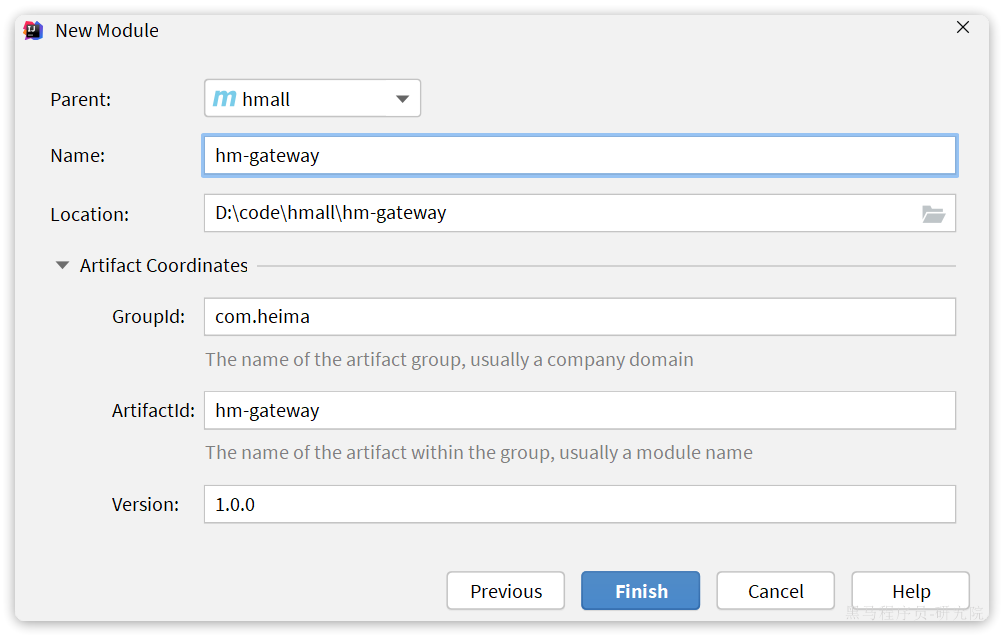 New Module
Parent: m hmall
Name: hm-gateway
Location: D:\code\hmall\hm-gateway
Artifact Coordinates
GroupId: com.heima
The name of the artifact group, usually a company domain
ArtifactId: hm-gateway
The name of the artifact within the group, usually a module name
Version: 1.0.0
Previous Finish Cancel Help
黑马程序员-研究院